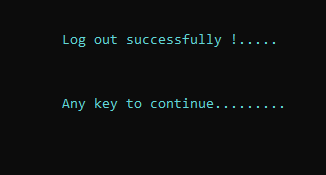 Log out successfully !.....
Any key to continue.........